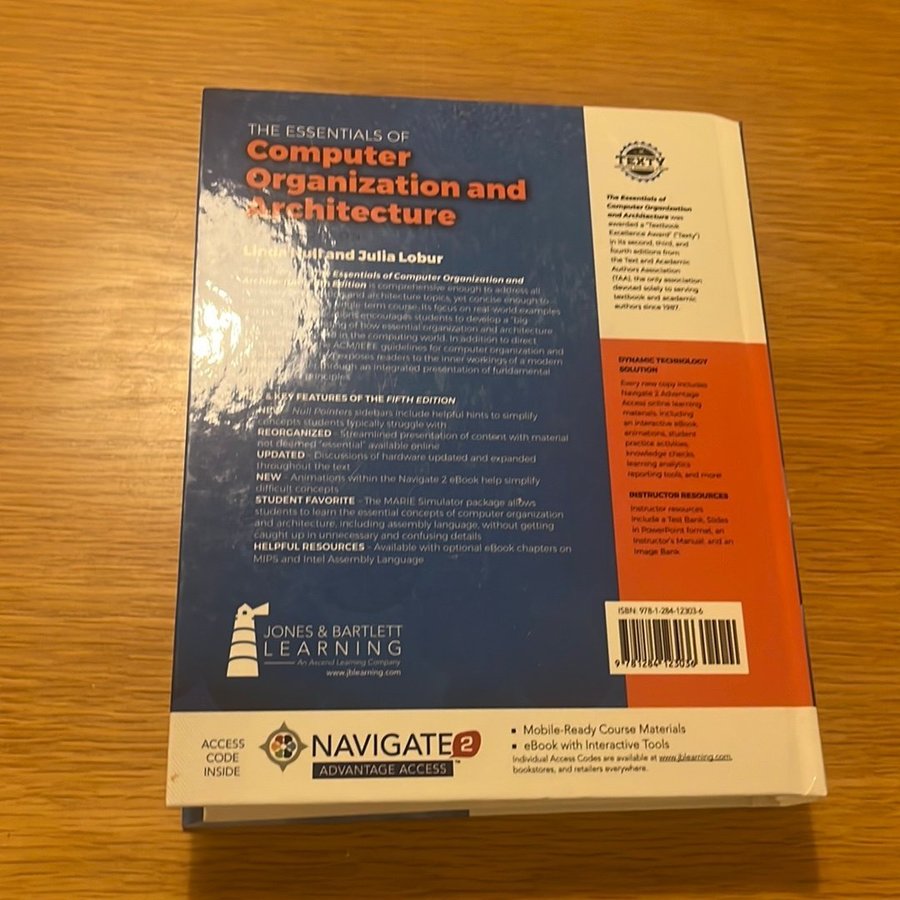 THE ESSENTIALS OF
Computer
Organization and
Architecture
Linda Null and Julia Lobur
Essentials of Computer Organization and
Edition is comprehensive enough to address all
and architecture topics, yet concise enough to
term course. Its focus on real-world examples
encourages students to develop a "big
of how essential organization and architecture
in the computing world. In addition to direct
the ACM/IEEE guidelines for computer organization and
exposes readers to the inner workings of a modern
through an integrated presentation of fundamental
principles
& KEY FEATURES OF THE FIFTH EDITION
Null Pointers sidebars include helpful hints to simplify
concepts students typically struggle with
REORGANIZED - Streamlined presentation of content with material
not deemed "essential" available online
UPDATED - Discussions of hardware updated and expanded
throughout the text
NEW - Animations within the Navigate 2 eBook help simplify
difficult concepts
STUDENT FAVORITE - The MARIE Simulator package allows
students to learn the essential concepts of computer organization
and architecture, including assembly language, without getting
caught up in unnecessary and confusing details
HELPFUL RESOURCES - Available with optional eBook chapters on
MIPS and Intel Assembly Language
JONES & BARTLETT
LEARNING
An Ascend Learning Company
www.jblearning.com
TEXTY
The Essentials of
Computer Organization
and Architecture was
awarded a "Textbook
Excellence Award" ("Texty")
in its second, third, and
fourth editions from
the Text and Academic
Authors Association
(TAA), the only association
devoted solely to serving
textbook and academic
authors since 1987.
DYNAMIC TECHNOLOGY
SOLUTION
Every new copy includes
Navigate 2 Advantage
Access online learning
materials, including
an interactive eBook,
animations, student
practice activities,
knowledge checks,
learning analytics
reporting tools, and more!
INSTRUCTOR RESOURCES
Instructor resources
include a Test Bank, Slides
in PowerPoint format, an
Instructor's Manual, and an
Image Bank.
ISBN: 978-1-284-12303-6
9 781284 123036
ACCESS
CODE
INSIDE
NAVIGATE 2
ADVANTAGE ACCESS
TM
▪ Mobile-Ready Course Materials
▪ eBook with Interactive Tools
Individual Access Codes are available at www.jblearning.com,
bookstores, and retailers everywhere.